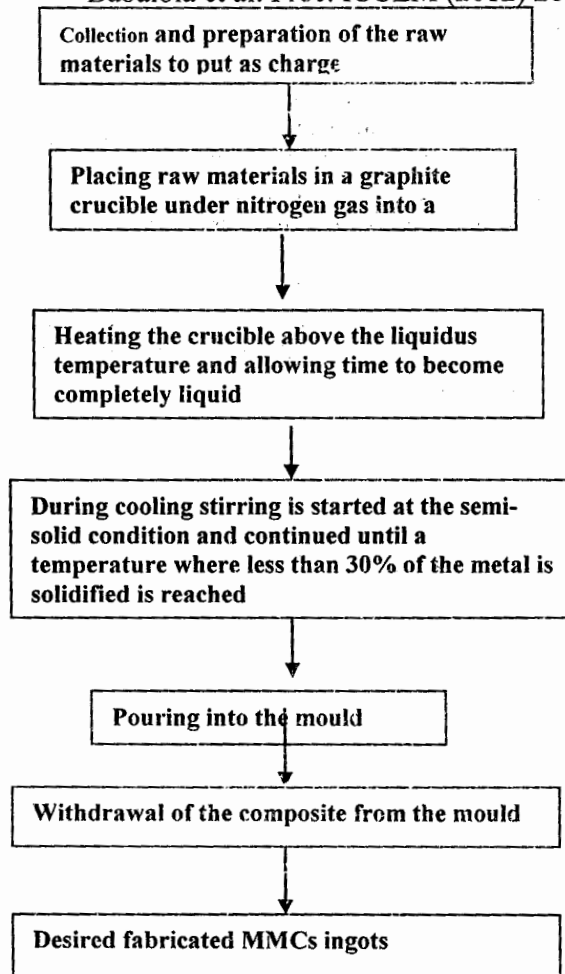 Collection and preparation of the raw
materials to put as charge
Placing raw materials in a graphite
crucible under nitrogen gas into a
Heating the crucible above the liquidus
temperature and allowing time to become
completely liquid
During cooling stirring is started at the semi-
solid condition and continued until a
temperature where less than 30% of the metal is
solidified is reached
Pouring into the mould
Withdrawal of the composite from the mould
Desired fabricated MMCs ingots